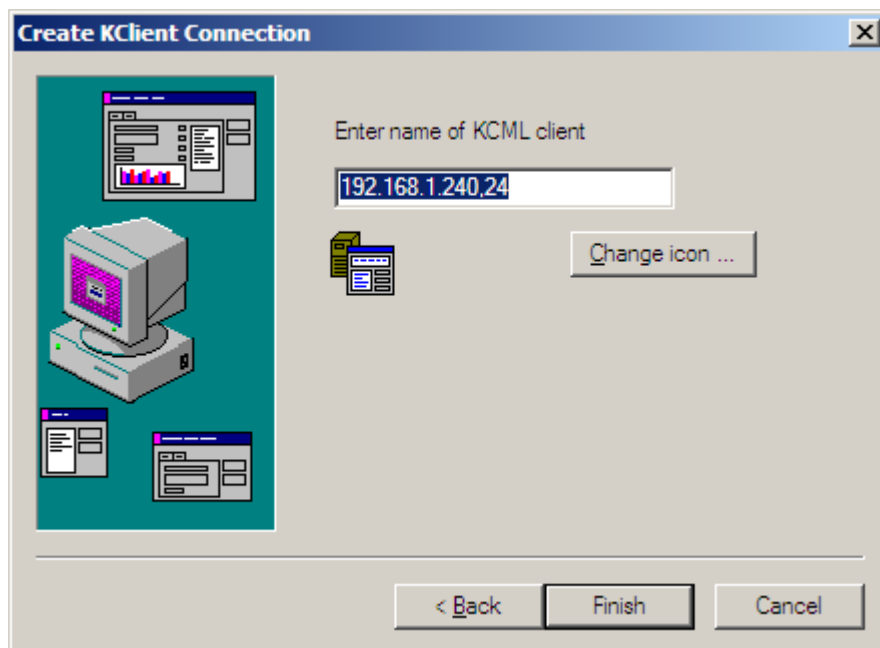 Create KClient Connection
Enter name of KCML client
192.168.1.240,24
Change icon ...
< Back
Finish
Cancel